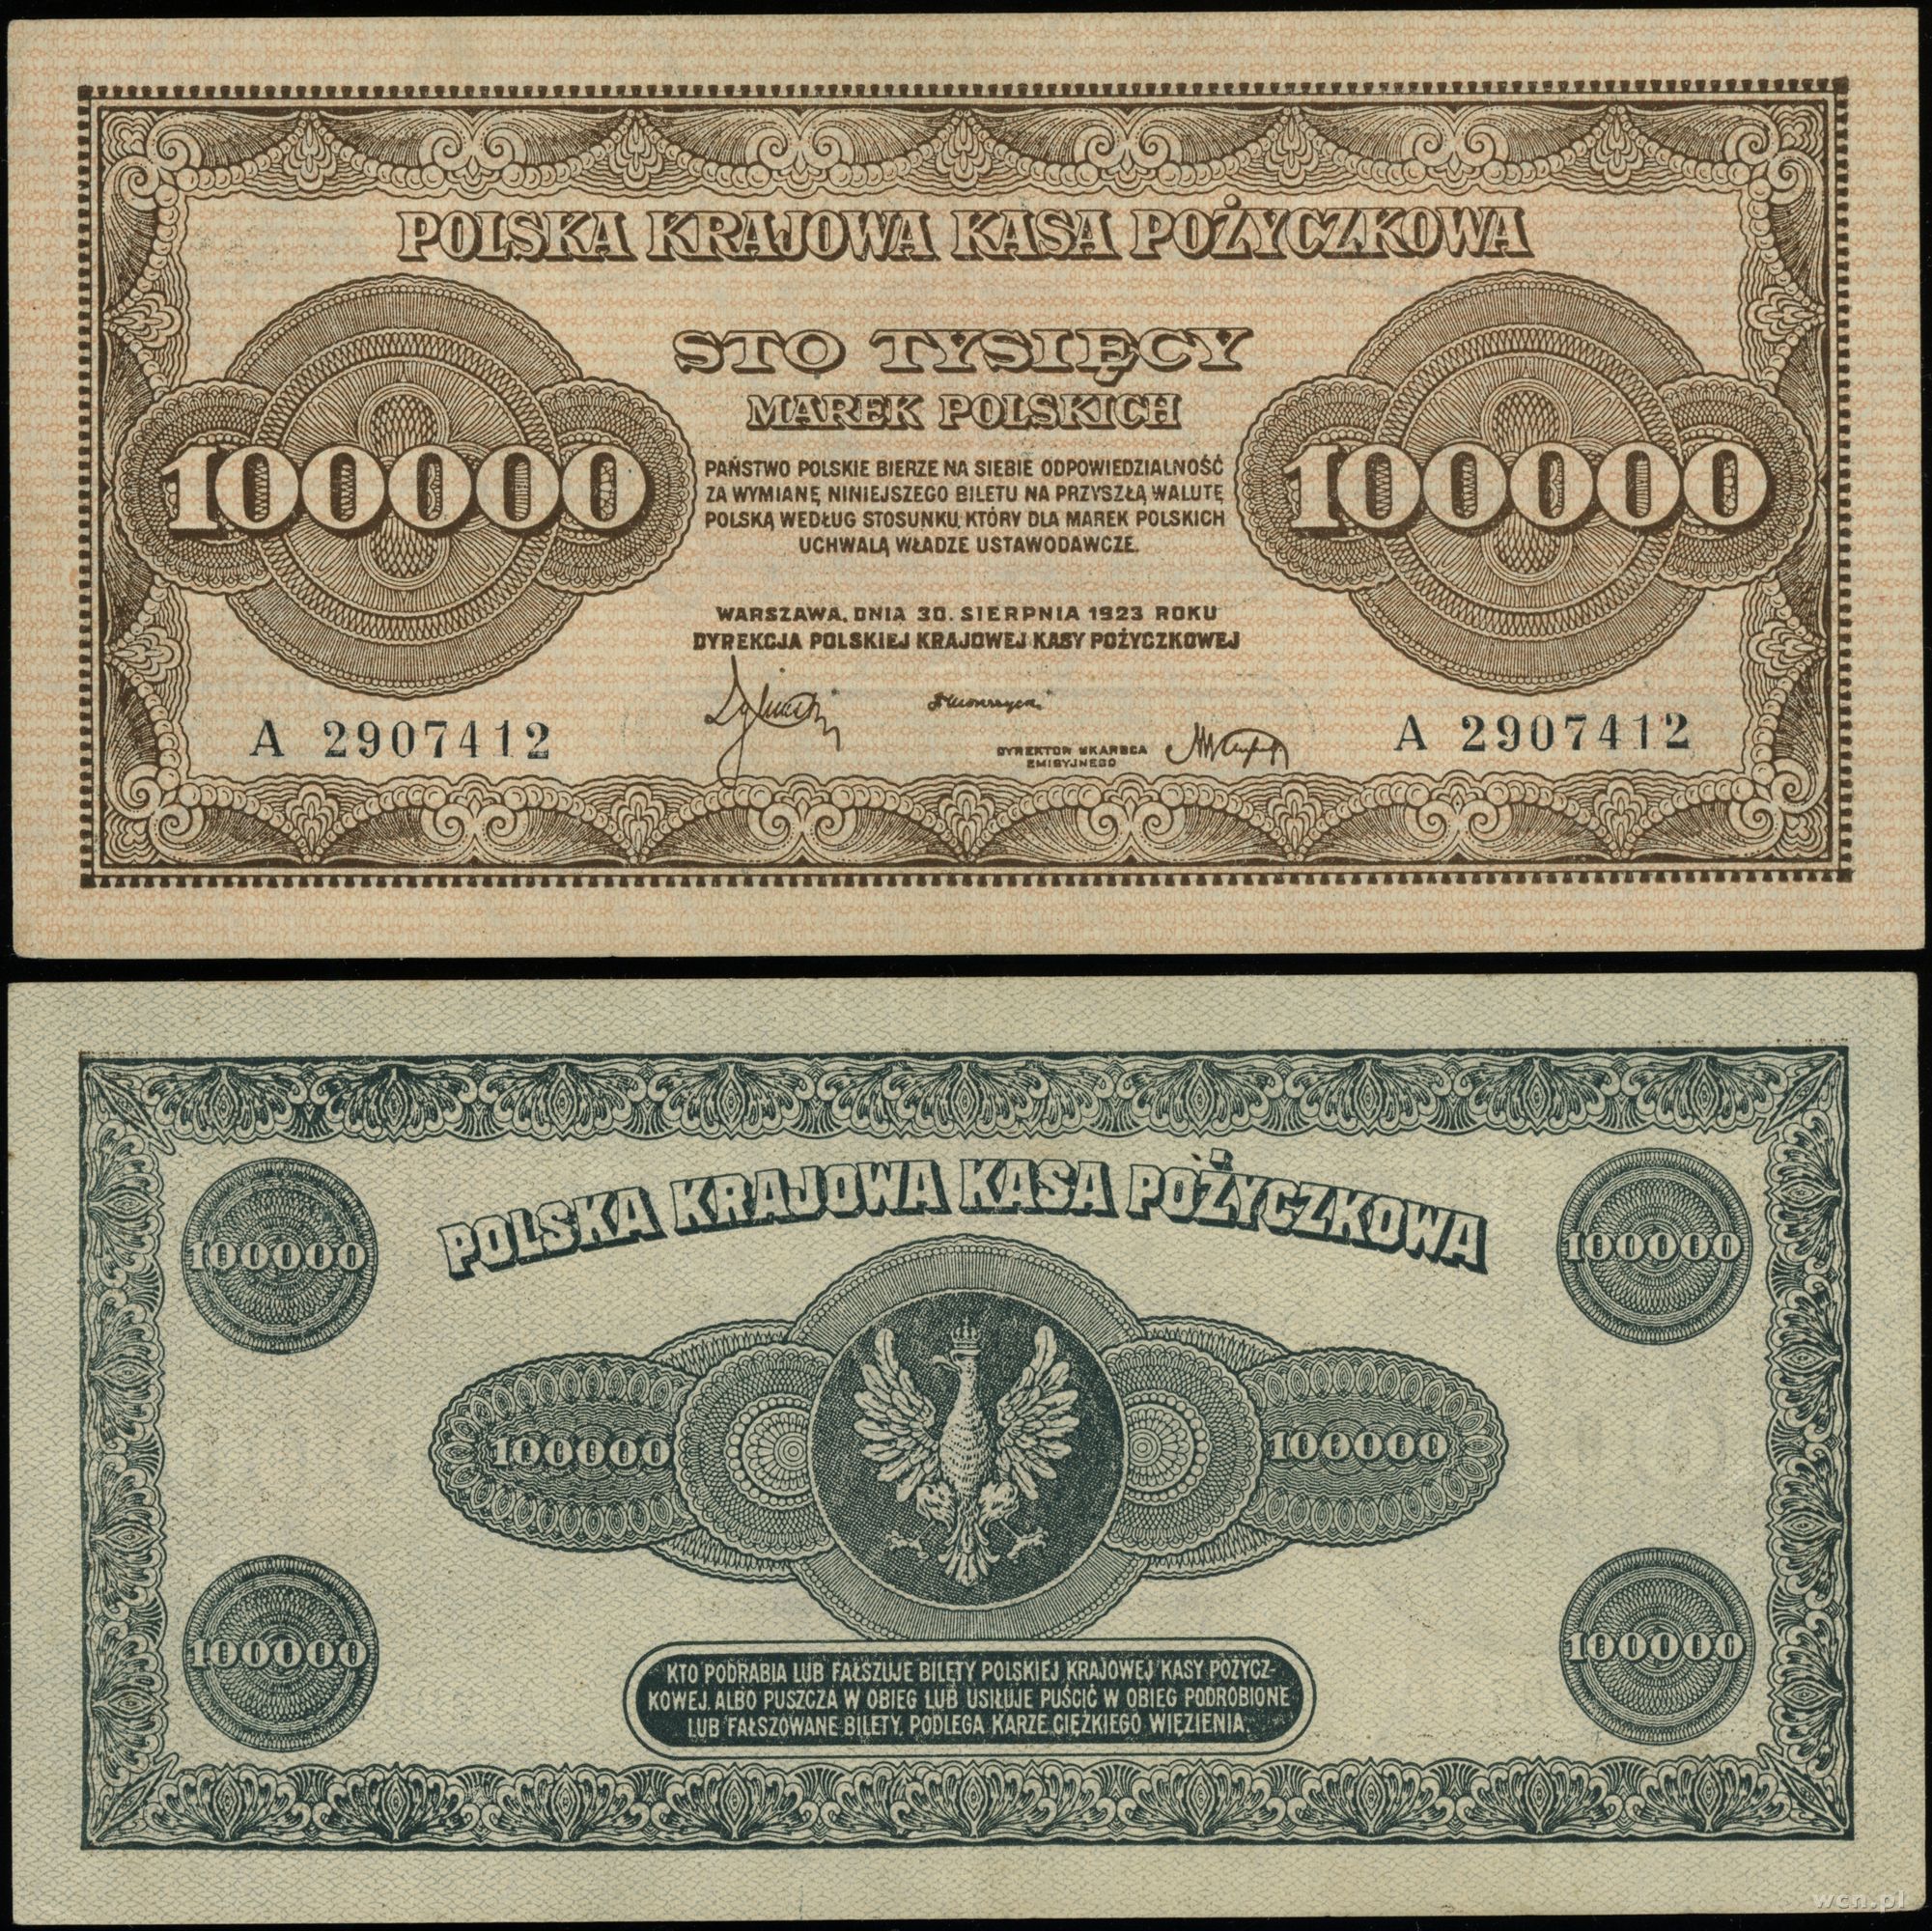 POLSKA KRAJOWA KASA POŻYCZKOWA
STO TYSIĘCY
MAREK POLSKICH
100000
100000
PAŃSTWO POLSKIE BIERZE NA SIEBIE ODPOWIEDZIALNOŚĆ
ZA WYMIANĘ NINIEJSZEGO BILETU NA PRZYSZŁĄ WALUTĘ
POLSKĄ WEDŁUG STOSUNKU, KTÓRY DLA MAREK POLSKICH
UCHWALĄ WŁADZE USTAWODAWCZE.
WARSZAWA, DNIA 30. SIERPNIA 1923 ROKU
DYREKCJA POLSKIEJ KRAJOWEJ KASY POŻYCZKOWEJ
A 2907412
A 2907412
DYREKTOR SKARBCA
EMISYJNEGO
POLSKA KRAJOWA KASA POŻYCZKOWA
100000
100000
100000
100000
100000
100000
KTO PODRABIA LUB FAŁSZUJE BILETY POLSKIEJ KRAJOWEJ KASY POŻYCZ-
KOWEJ, ALBO PUSZCZA W OBIEG LUB USIŁUJE PUŚCIĆ W OBIEG PODROBIONE
LUB FAŁSZOWANE BILETY, PODLEGA KARZE CIĘŻKIEGO WIĘZIENIA.
wcn.pl